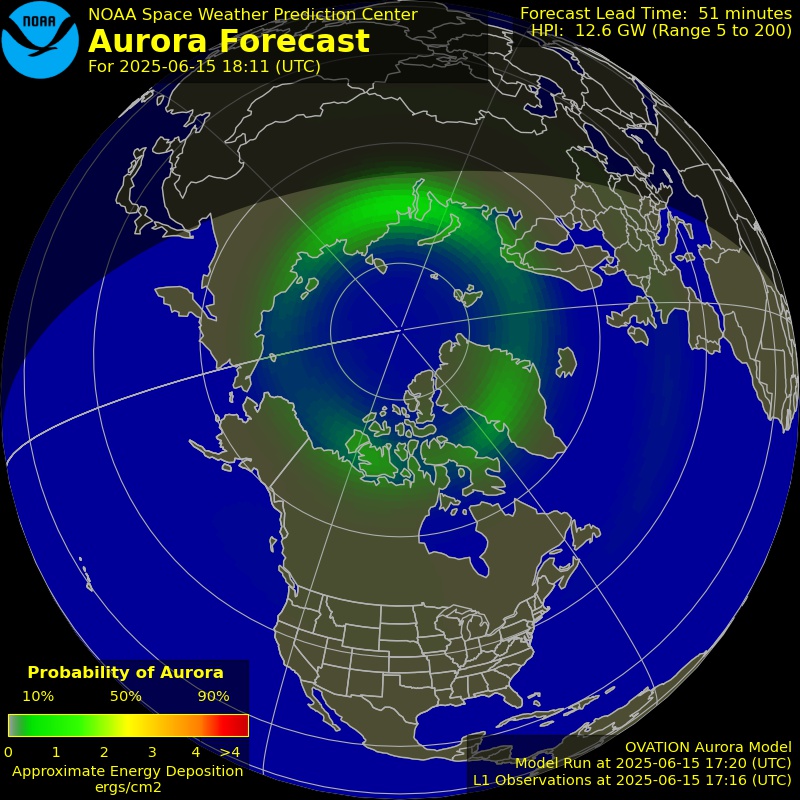 NOAA
NOAA Space Weather Prediction Center
Aurora Forecast
For 2025-06-15 18:11 (UTC)
Forecast Lead Time: 51 minutes
HPI: 12.6 GW (Range 5 to 200)
Probability of Aurora
10% 50% 90%
0 1 2 3 4 >4
Approximate Energy Deposition
ergs/cm2
OVATION Aurora Model
Model Run at 2025-06-15 17:20 (UTC)
L1 Observations at 2025-06-15 17:16 (UTC)